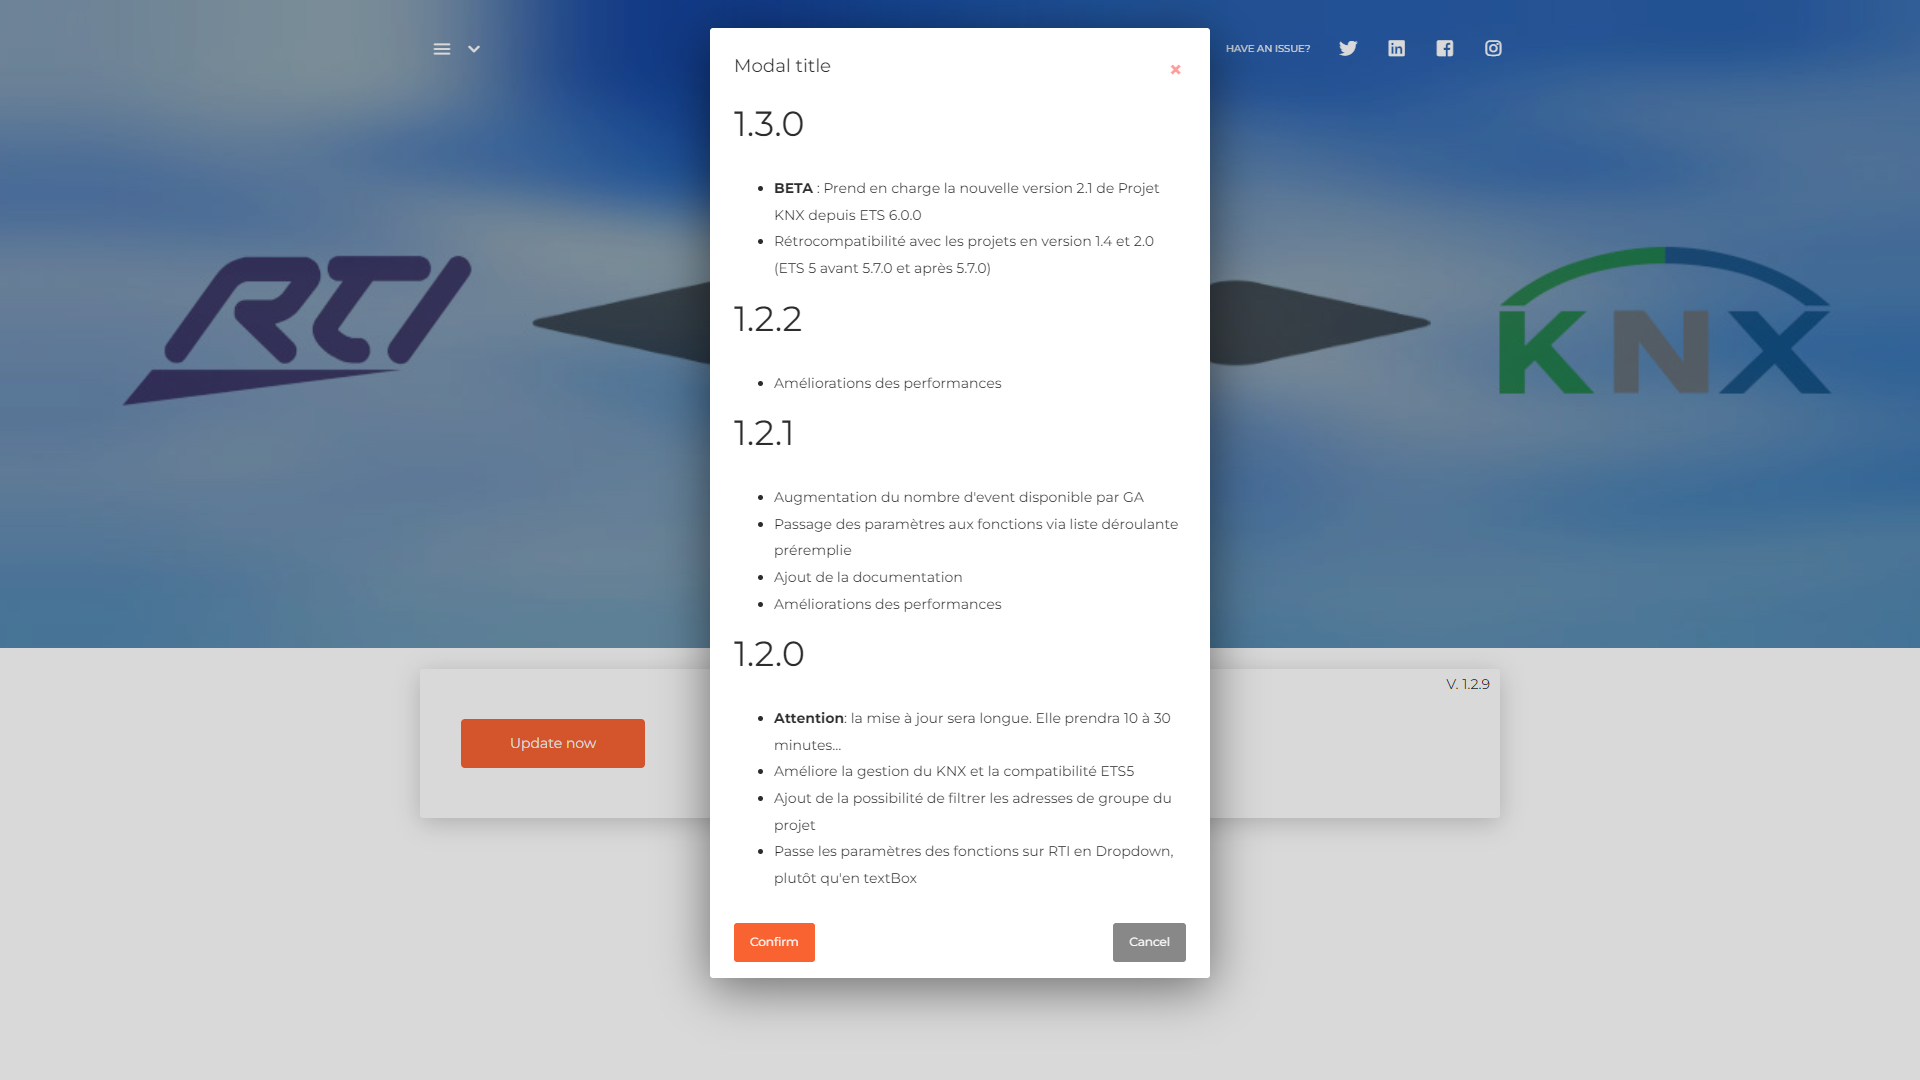 HAVE AN ISSUE?
Modal title
1.3.0
BETA : Prend en charge la nouvelle version 2.1 de Projet
KNX depuis ETS 6.0.0
Rétrocompatibilité avec les projets en version 1.4 et 2.0
(ETS 5 avant 5.7.0 et après 5.7.0)
RTI
KNX
1.2.2
Améliorations des performances
1.2.1
Augmentation du nombre d'event disponible par GA
Passage des paramètres aux fonctions via liste déroulante
préremplie
Ajout de la documentation
Améliorations des performances
1.2.0
Attention: la mise à jour sera longue. Elle prendra 10 à 30
minutes...
Améliore la gestion du KNX et la compatibilité ETS5
Ajout de la possibilité de filtrer les adresses de groupe du
projet
Passe les paramètres des fonctions sur RTI en Dropdown,
plutôt qu'en textBox
Confirm
Cancel
V. 1.2.9
Update now